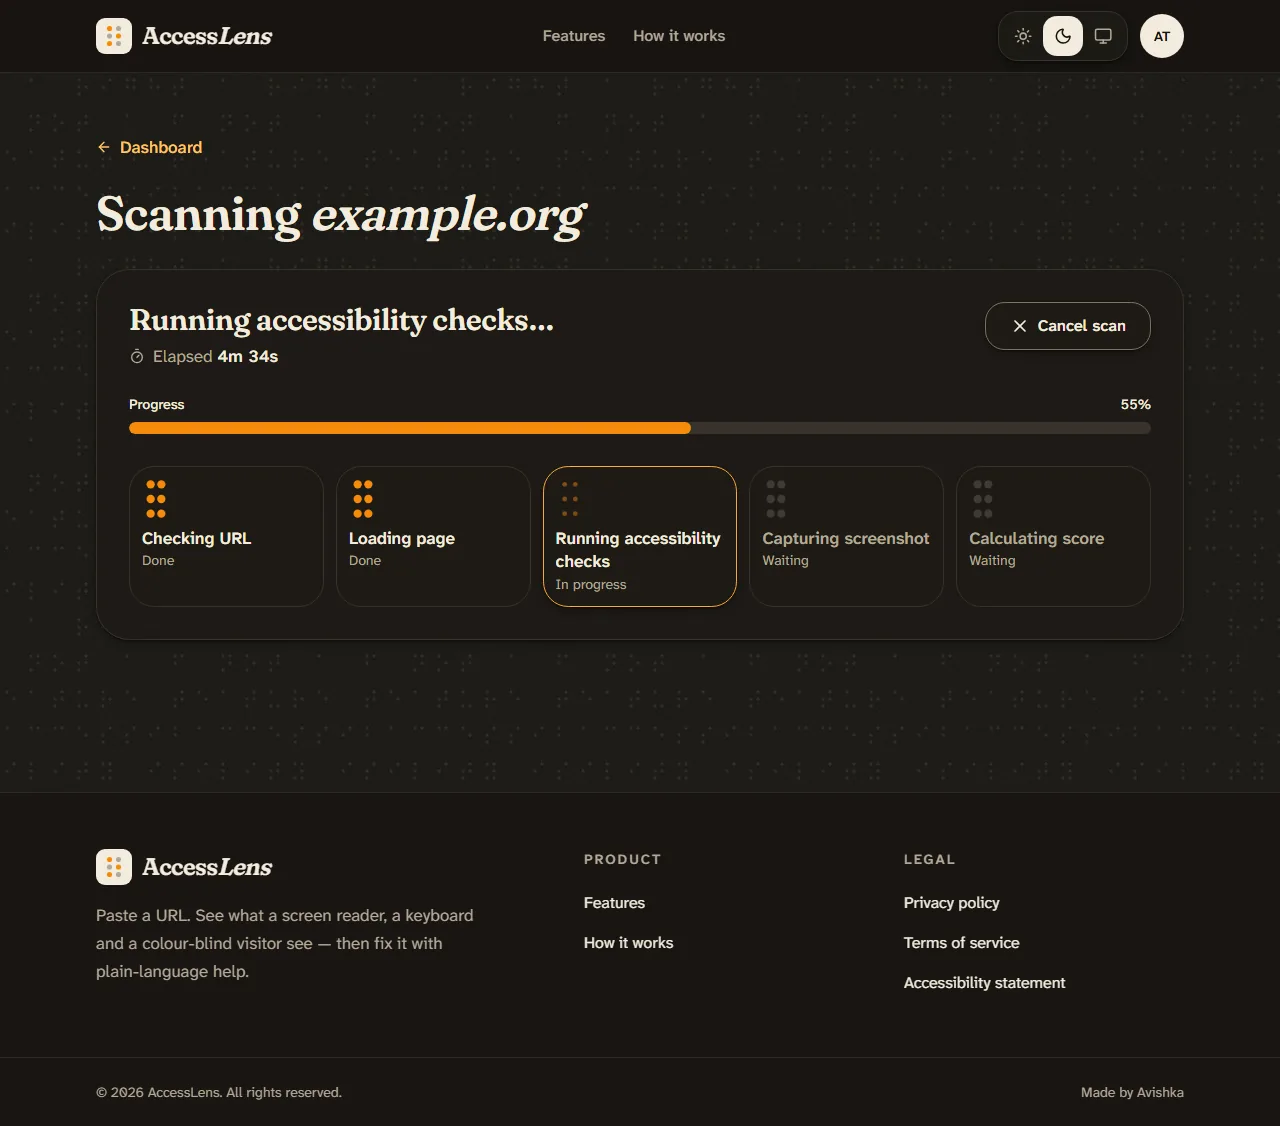 AccessLens
Features
How it works
AT
Dashboard
Scanning example.org
Running accessibility checks...
Cancel scan
Elapsed 4m 34s
Progress
55%
Checking URL
Done
Loading page
Done
Running accessibility
checks
In progress
Capturing screenshot
Waiting
Calculating score
Waiting
AccessLens
Paste a URL. See what a screen reader, a keyboard
and a colour-blind visitor see — then fix it with
plain-language help.
PRODUCT
Features
How it works
LEGAL
Privacy policy
Terms of service
Accessibility statement
© 2026 AccessLens. All rights reserved.
Made by Avishka